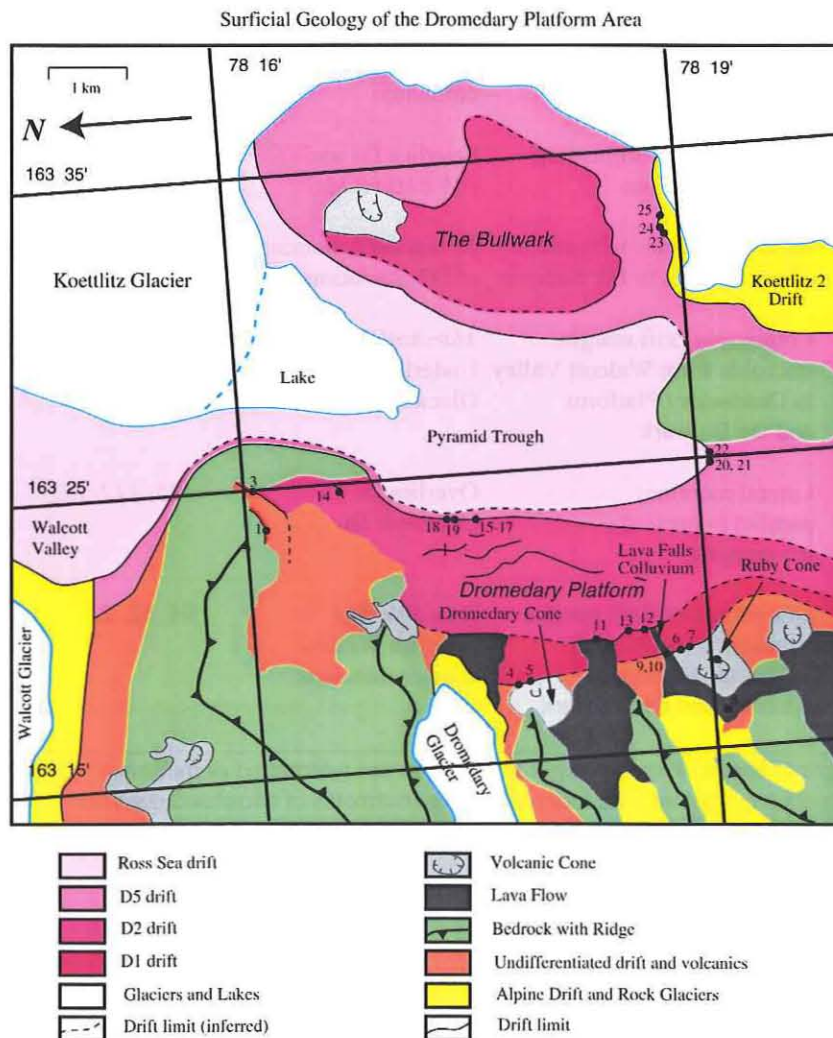 Surficial Geology of the Dromedary Platform Area
1 km
78 16'
78 19'
N
163 35'
The Bullwark
25
24
23
Koettlitz Glacier
Koettlitz 2
Drift
Lake
Pyramid Trough
22
20, 21
163 25'
3
14
1
18
19
15-17
Walcott
Valley
Lava Falls
Colluvium
Ruby Cone
Dromedary Platform
Dromedary Cone
11
13
12
6
7
9,10
4
5
Walcott Glacier
Dromedary
Glacier
163 15'
Ross Sea drift
D5 drift
D2 drift
D1 drift
Glaciers and Lakes
Drift limit (inferred)
Volcanic Cone
Lava Flow
Bedrock with Ridge
Undifferentiated drift and volcanics
Alpine Drift and Rock Glaciers
Drift limit